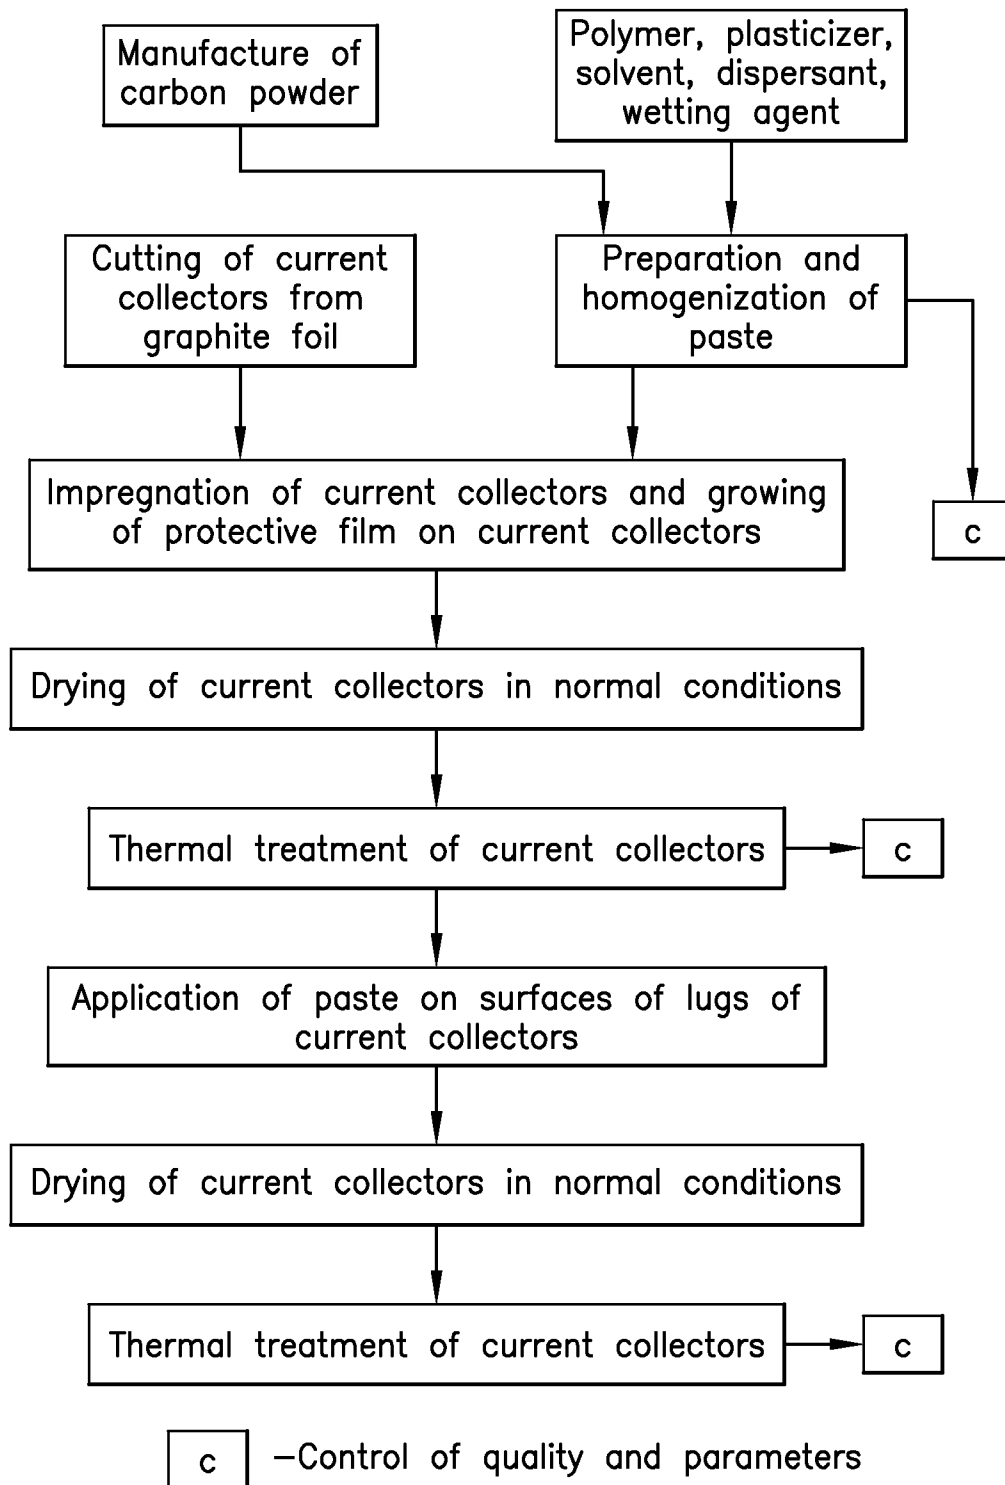 Manufacture of
carbon powder
Polymer, plasticizer,
solvent, dispersant,
wetting agent
Cutting of current
collectors from
graphite foil
Preparation and
homogenization of
paste
Impregnation of current collectors and growing
of protective film on current collectors
c
Drying of current collectors in normal conditions
Thermal treatment of current collectors
c
Application of paste on surfaces of lugs of
current collectors
Drying of current collectors in normal conditions
Thermal treatment of current collectors
c
c –Control of quality and parameters